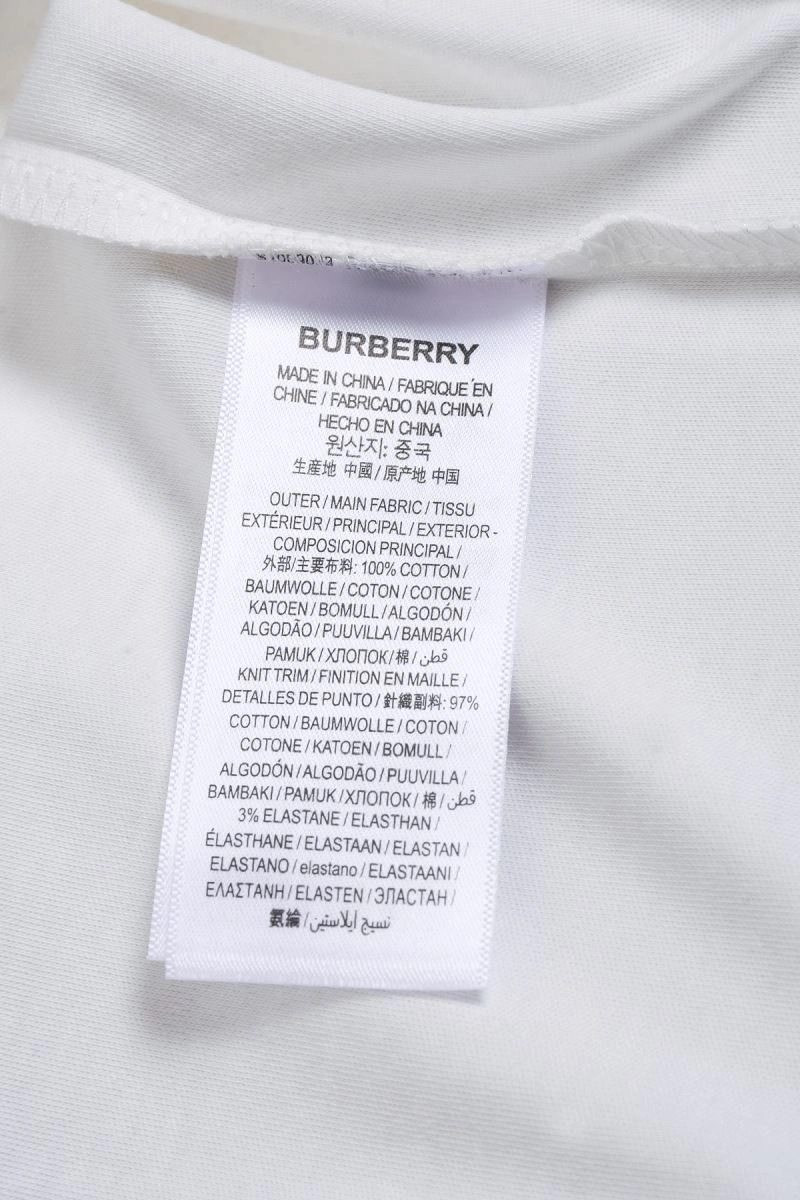 BURBERRY
MADE IN CHINA / FABRIQUÉ EN
CHINE / FABRICADO NA CHINA /
HECHO EN CHINA
원산지: 중국
生産地 中國 / 原产地 中国
OUTER / MAIN FABRIC / TISSU
EXTÉRIEUR / PRINCIPAL / EXTERIOR -
COMPOSICION PRINCIPAL /
外部/主要布料: 100% COTTON /
BAUMWOLLE / COTON / COTONE /
KATOEN / BOMULL / ALGODÓN /
ALGODÃO / PUUVILLA / BAMBAKI /
PAMUK / ХЛОПОК / 棉 / قطن
KNIT TRIM / FINITION EN MAILLE /
DETALLES DE PUNTO / 針織副料: 97%
COTTON / BAUMWOLLE / COTON /
COTONE / KATOEN / BOMULL /
ALGODÓN / ALGODÃO / PUUVILLA /
BAMBAKI / PAMUK / ХЛОПОК / 棉 / قطن
3% ELASTANE / ELASTHAN /
ÉLASTHANE / ELASTAAN / ELASTAN /
ELASTANO / elastano / ELASTAANI /
ΕΛΑΣΤΑΝΗ / ELASTEN / ЭЛАСТАН /
氨綸 / نسيج ايلاستين